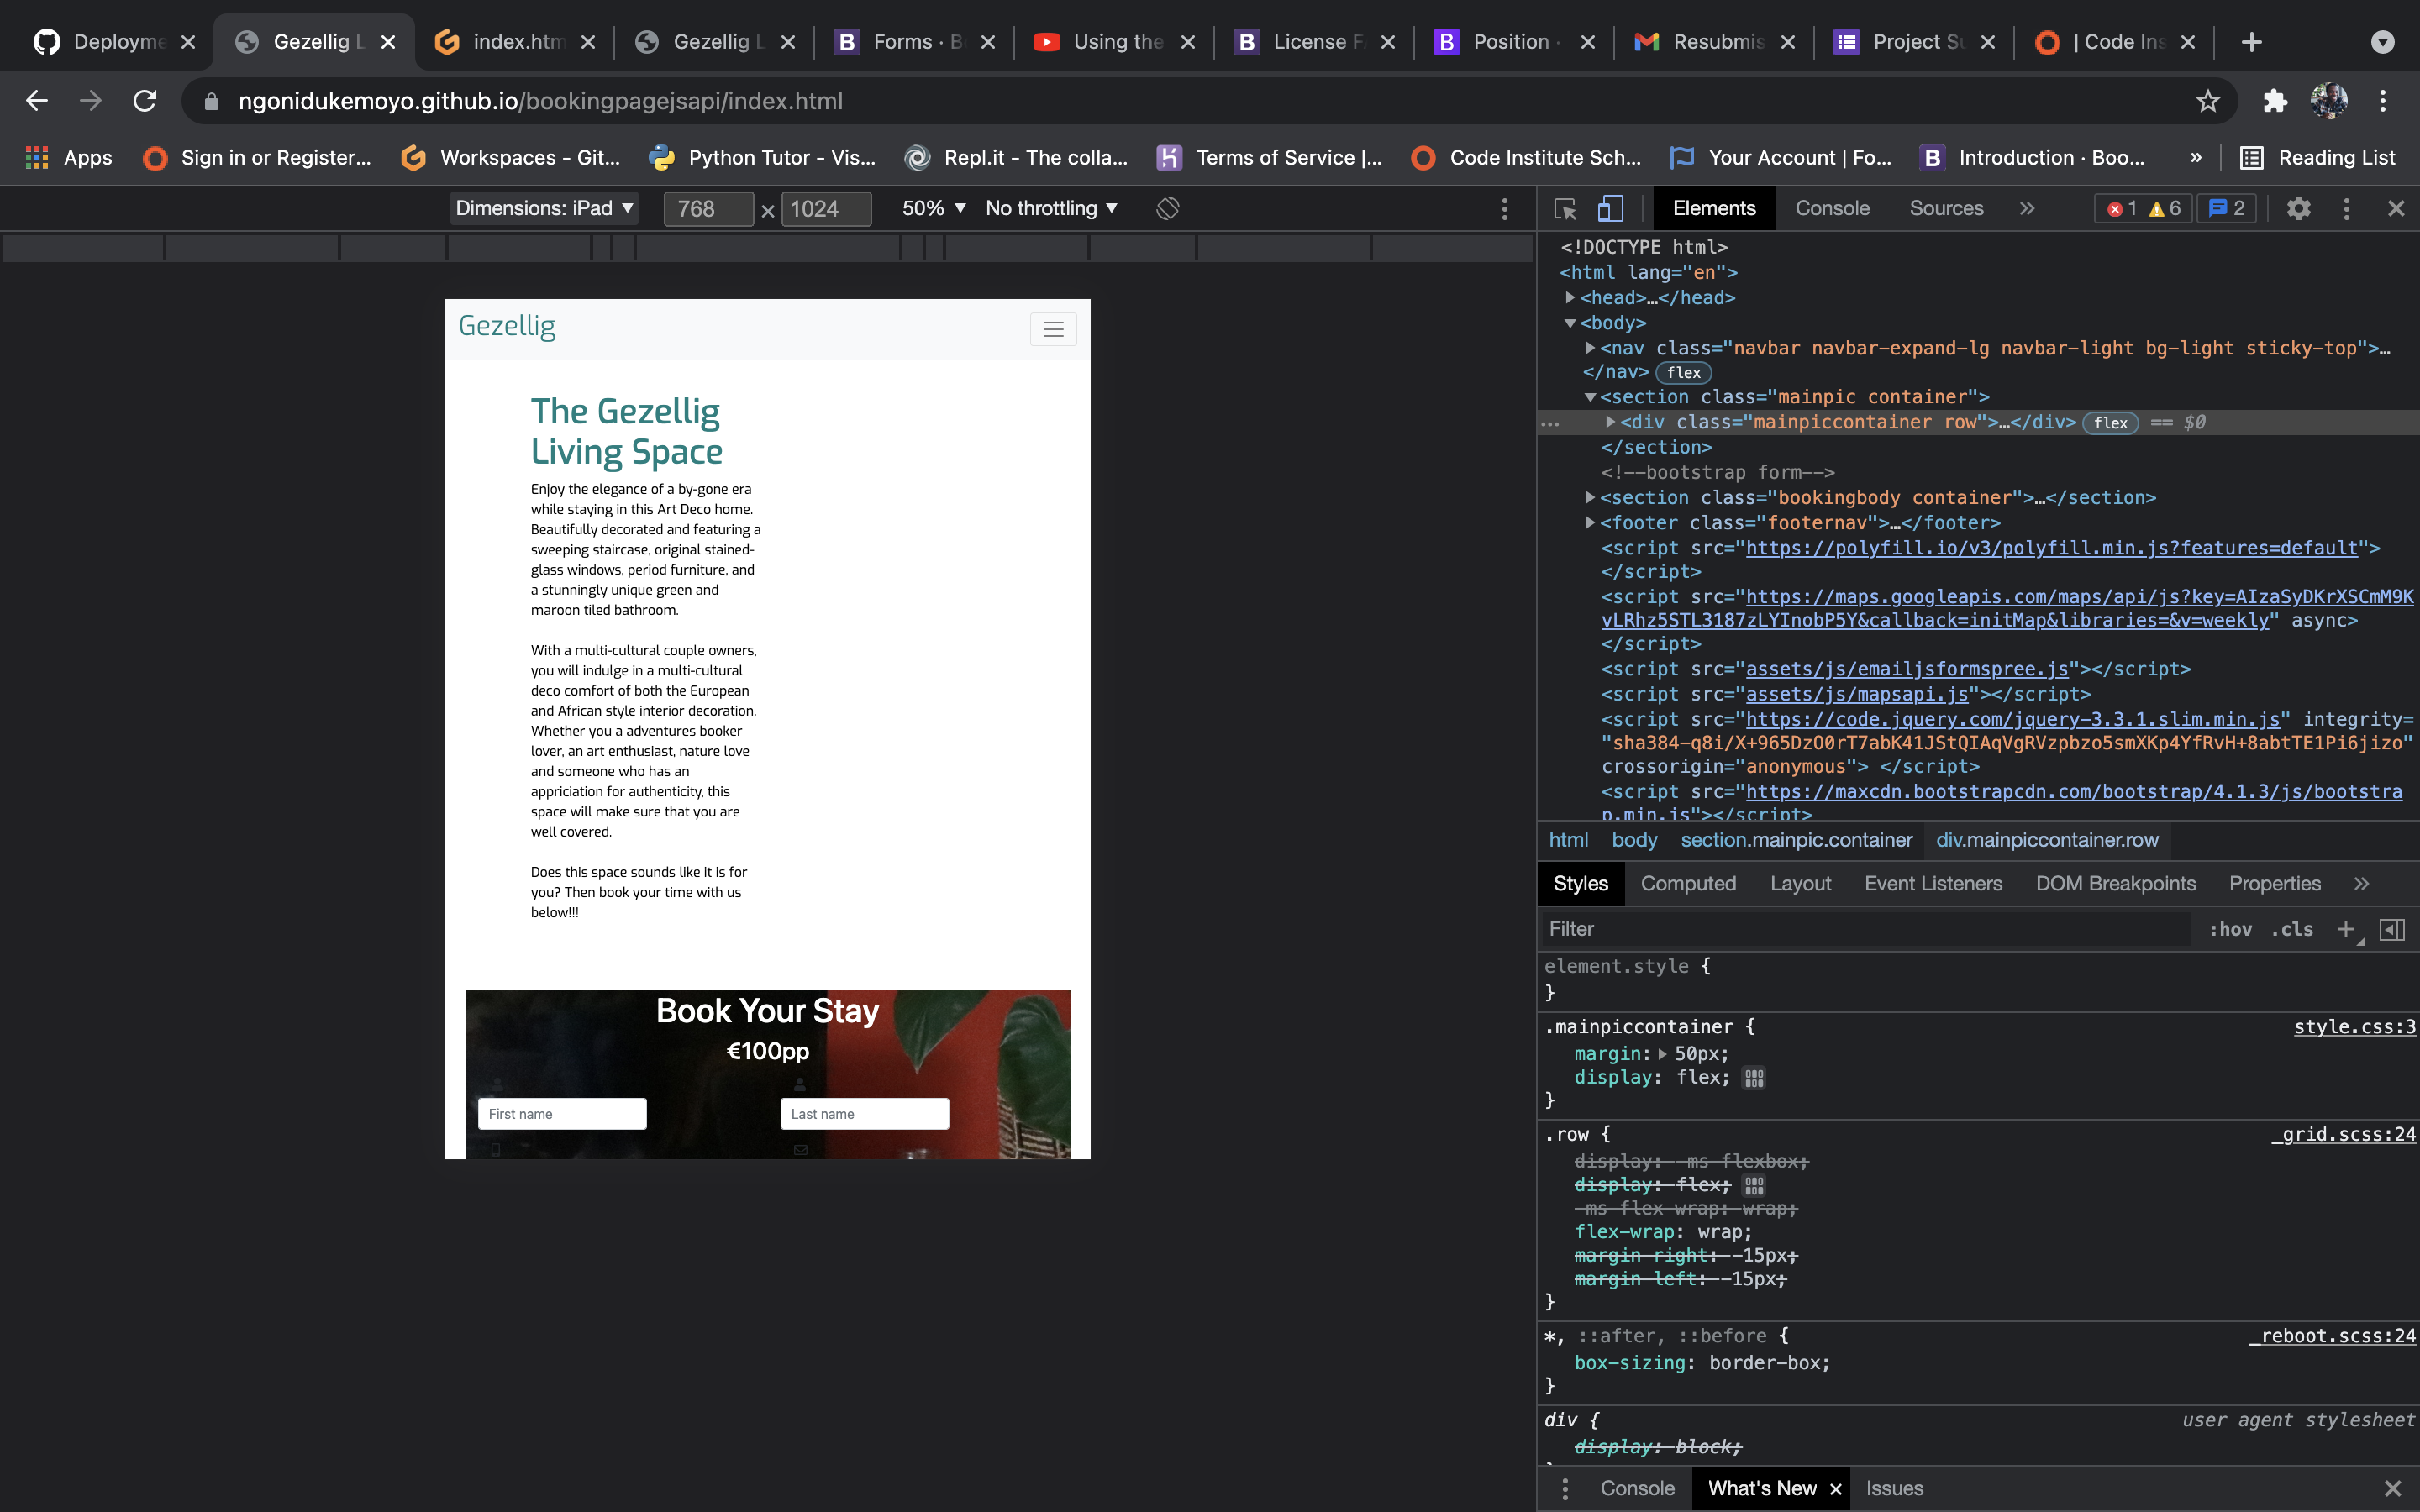 Deployme
Gezellig L
index.htm
Gezellig L
Forms · B
Using the
License F
Position ·
Resubmis
Project Su
| Code Ins
ngonidukemoyo.github.io/bookingpagejsapi/index.html
Apps
Sign in or Register...
Workspaces - Git...
Python Tutor - Vis...
Repl.it - The colla...
Terms of Service |...
Code Institute Sch...
Your Account | Fo...
Introduction · Boo...
»
Reading List
Dimensions: iPad ▼ 768 × 1024 50% ▼ No throttling ▼
Gezellig
The Gezellig
Living Space
Enjoy the elegance of a by-gone era
while staying in this Art Deco home.
Beautifully decorated and featuring a
sweeping staircase, original stained-
glass windows, period furniture, and
a stunningly unique green and
maroon tiled bathroom.
With a multi-cultural couple owners,
you will indulge in a multi-cultural
deco comfort of both the European
and African style interior decoration.
Whether you a adventures booker
lover, an art enthusiast, nature love
and someone who has an
appriciation for authenticity, this
space will make sure that you are
well covered.
Does this space sounds like it is for
you? Then book your time with us
below!!!
Book Your Stay
€100pp
First name
Last name
Elements Console Sources » 1 6 2
<!DOCTYPE html>
<html lang="en">
<head>…</head>
<body>
<nav class="navbar navbar-expand-lg navbar-light bg-light sticky-top">…
</nav> flex
<section class="mainpic container">
… <div class="mainpiccontainer row">…</div> flex == $0
</section>
<!--bootstrap form-->
<section class="bookingbody container">…</section>
<footer class="footernav">…</footer>
<script src="https://polyfill.io/v3/polyfill.min.js?features=default">
</script>
<script src="https://maps.googleapis.com/maps/api/js?key=AIzaSyDKrXSCmM9K
vLRhz5STL3187zLYInobP5Y&callback=initMap&libraries=&v=weekly" async>
</script>
<script src="assets/js/emailjsformspree.js"></script>
<script src="assets/js/mapsapi.js"></script>
<script src="https://code.jquery.com/jquery-3.3.1.slim.min.js" integrity=
"sha384-q8i/X+965DzO0rT7abK41JStQIAqVgRVzpbzo5smXKp4YfRvH+8abtTE1Pi6jizo"
crossorigin="anonymous"> </script>
<script src="https://maxcdn.bootstrapcdn.com/bootstrap/4.1.3/js/bootstra
p.min.js"></script>
html body section.mainpic.container div.mainpiccontainer.row
Styles Computed Layout Event Listeners DOM Breakpoints Properties »
Filter :hov .cls +
element.style {
}
.mainpiccontainer { style.css:3
margin: 50px;
display: flex;
}
.row { _grid.scss:24
display: -ms-flexbox;
display: flex;
-ms-flex-wrap: wrap;
flex-wrap: wrap;
margin-right: -15px;
margin-left: -15px;
}
*, ::after, ::before { _reboot.scss:24
box-sizing: border-box;
}
div { user agent stylesheet
display: block;
Console What's New × Issues